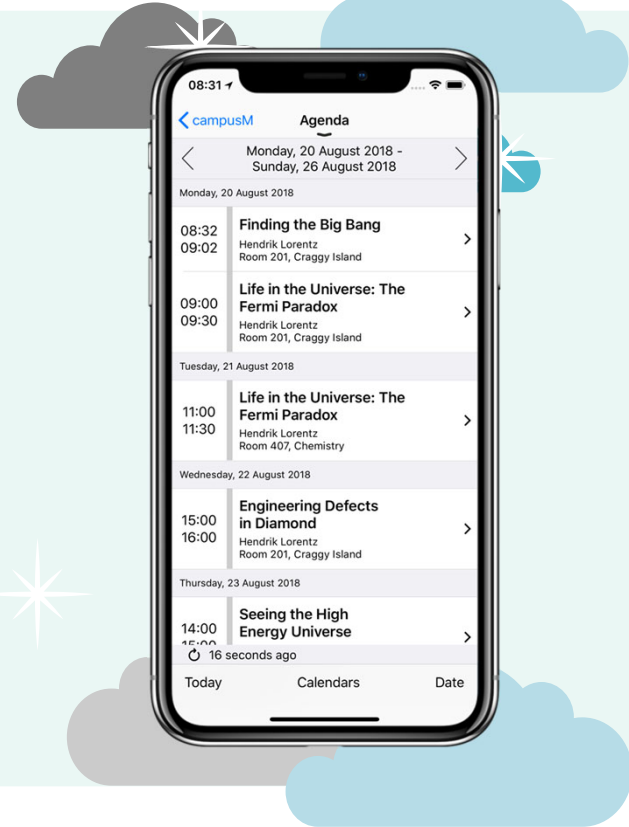 08:31
campusM
Agenda
Monday, 20 August 2018 -
Sunday, 26 August 2018
Monday, 20 August 2018
08:32
09:02
Finding the Big Bang
Hendrik Lorentz
Room 201, Craggy Island
09:00
09:30
Life in the Universe: The
Fermi Paradox
Hendrik Lorentz
Room 201, Craggy Island
Tuesday, 21 August 2018
11:00
11:30
Life in the Universe: The
Fermi Paradox
Hendrik Lorentz
Room 407, Chemistry
Wednesday, 22 August 2018
15:00
16:00
Engineering Defects
in Diamond
Hendrik Lorentz
Room 201, Craggy Island
Thursday, 23 August 2018
14:00
Seeing the High
Energy Universe
16 seconds ago
Today
Calendars
Date